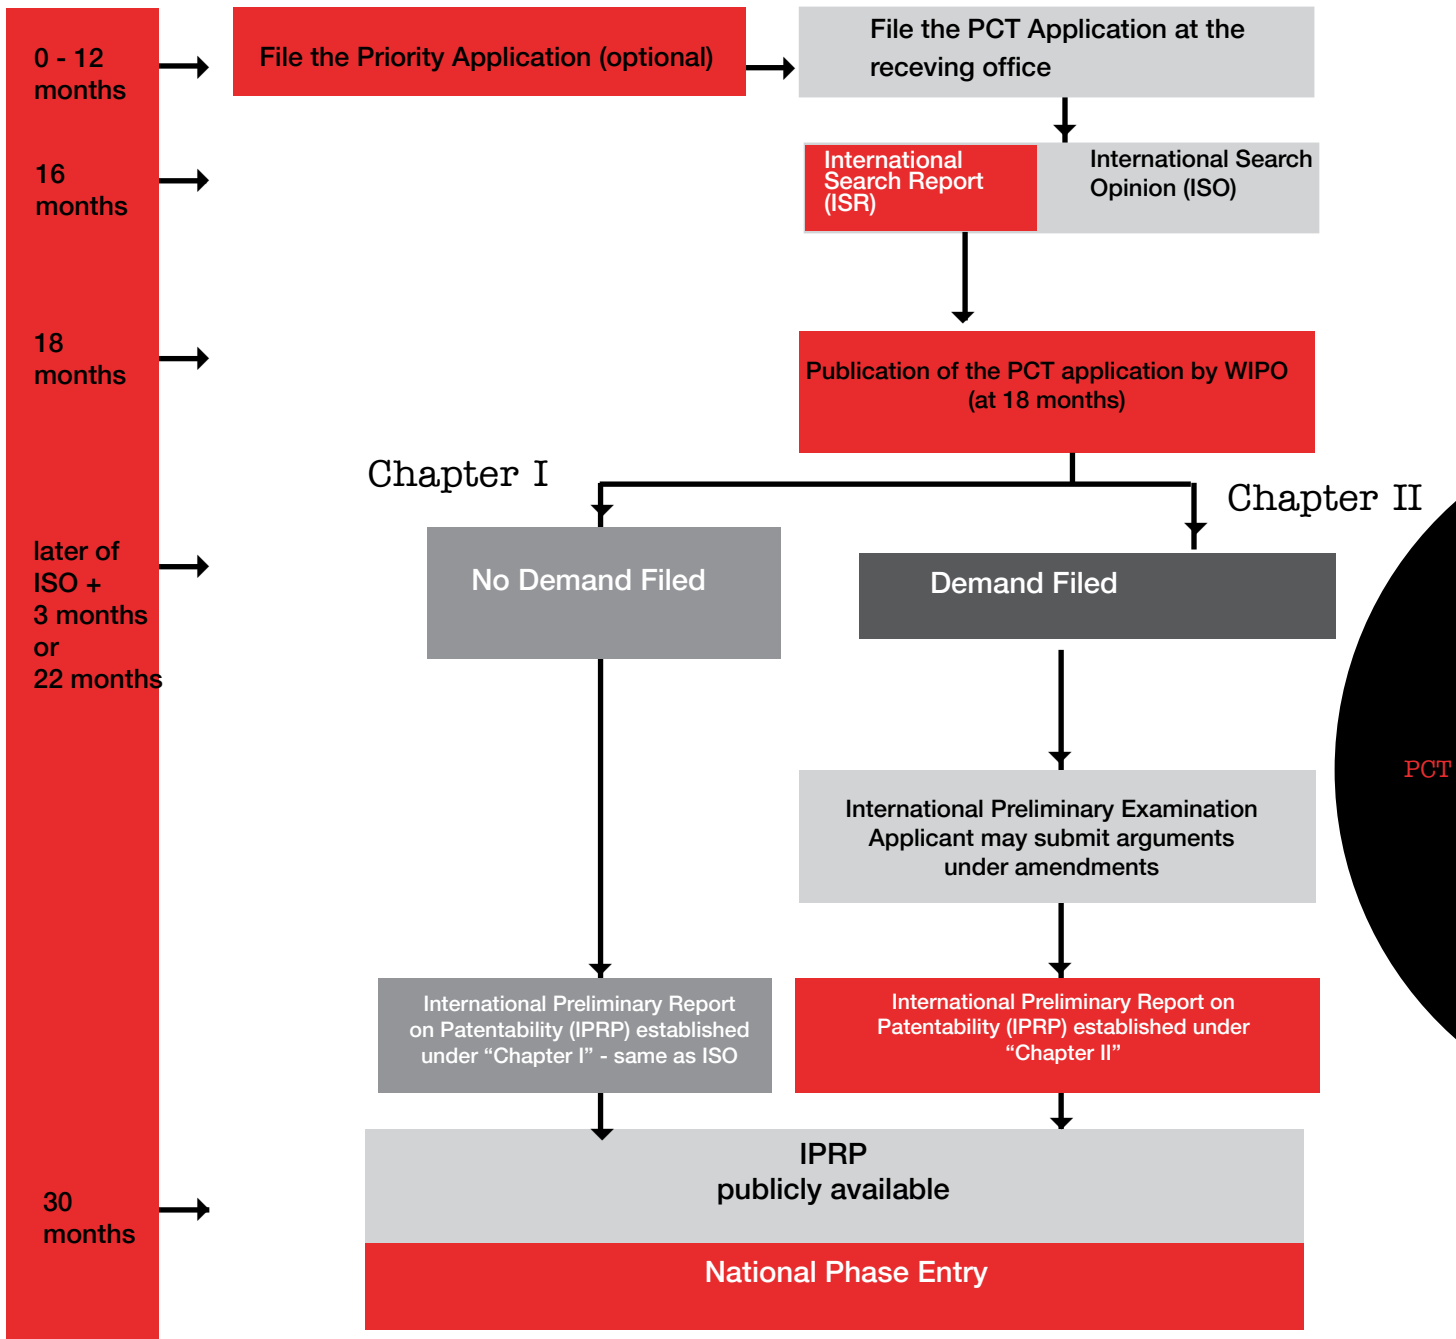 0 - 12
months
File the Priority Application (optional)
File the PCT Application at the
receving office
16
months
International
Search Report
(ISR)
International Search
Opinion (ISO)
18
months
Publication of the PCT application by WIPO
(at 18 months)
Chapter I
Chapter II
later of
ISO +
3 months
or
22 months
No Demand Filed
Demand Filed
PCT
International Preliminary Examination
Applicant may submit arguments
under amendments
International Preliminary Report
on Patentability (IPRP) established
under “Chapter I” - same as ISO
International Preliminary Report on
Patentability (IPRP) established under
“Chapter II”
IPRP
publicly available
30
months
National Phase Entry